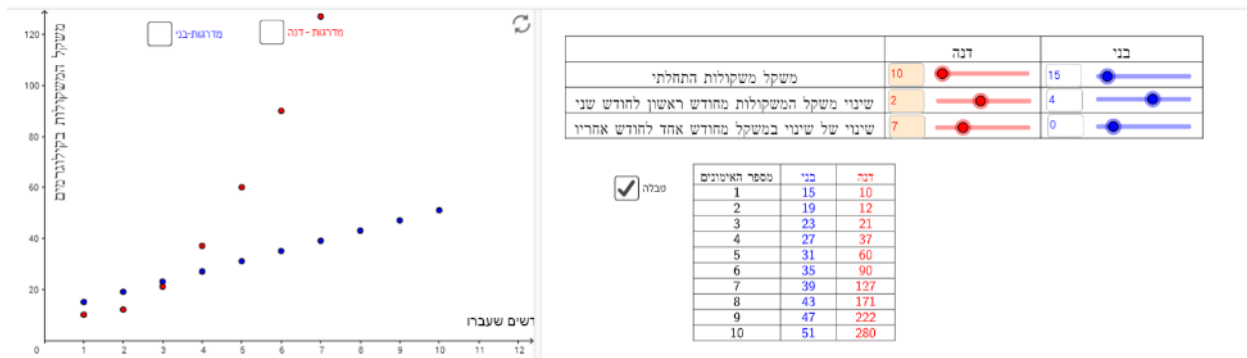 מדרגות-בני
מדרגות - דנה
משקל המשקולות בקילוגרמים
120
100
80
60
40
20
0
1 2 3 4 5 6 7 8 9 10 11 12
דשים שעברו
דנה בני
משקל משקולות התחלתי 10 15
שינוי משקל המשקולות מחודש ראשון לחודש שני 2 4
שינוי של שינוי במשקל מחודש אחד לחודש אחריו 7 0
טבלה
מספר האימונים בני דנה
1 15 10
2 19 12
3 23 21
4 27 37
5 31 60
6 35 90
7 39 127
8 43 171
9 47 222
10 51 280